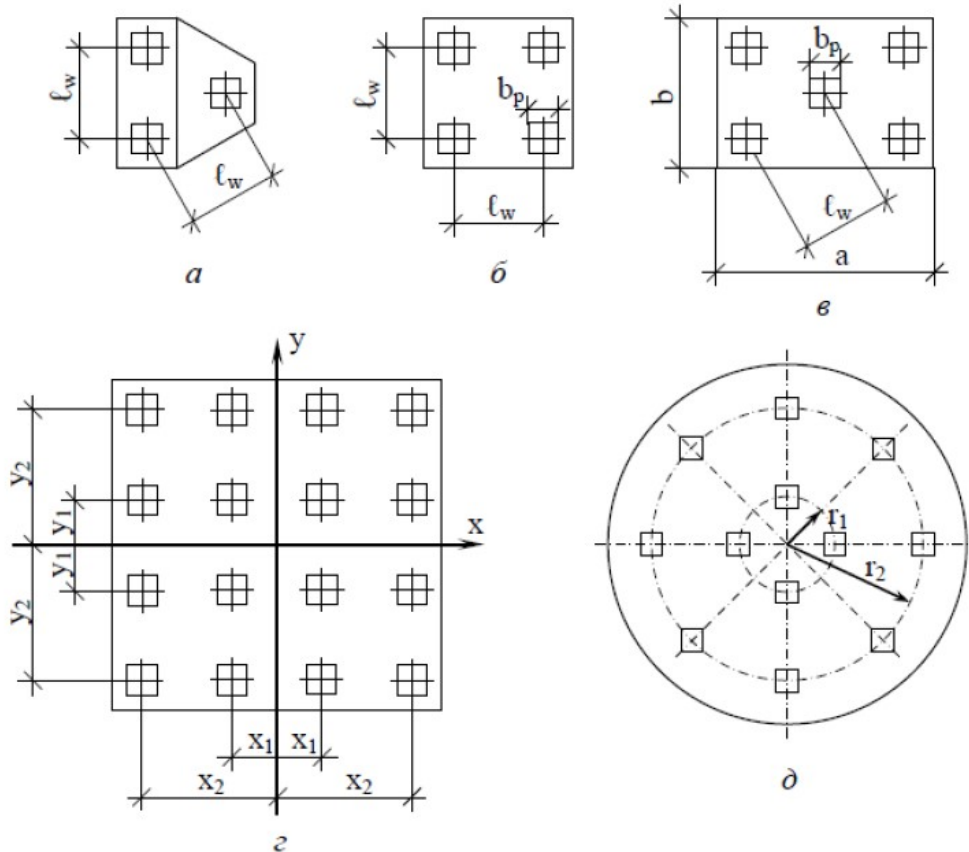 ℓw
ℓw
а
ℓw
bp
ℓw
б
b
bp
ℓw
a
в
y
x
y2
y1
y1
y2
x1 x1
x2 x2
г
r1
r2
д